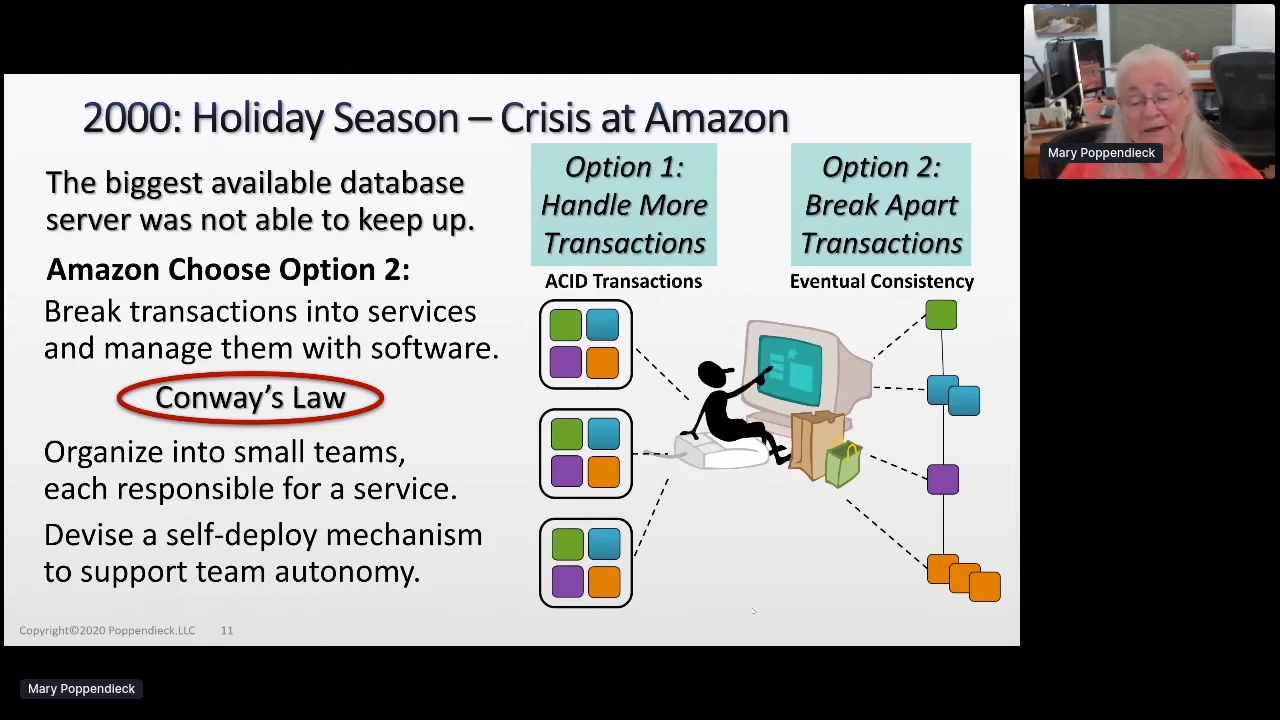 2000: Holiday Season – Crisis at Amazon
The biggest available database
server was not able to keep up.
Amazon Choose Option 2:
Break transactions into services
and manage them with software.
Conway's Law
Organize into small teams,
each responsible for a service.
Devise a self-deploy mechanism
to support team autonomy.
Option 1:
Handle More
Transactions
ACID Transactions
Option 2:
Break Apart
Transactions
Eventual Consistency
Copyright©2020 Poppendieck.LLC 11
Mary Poppendieck
Mary Poppendieck